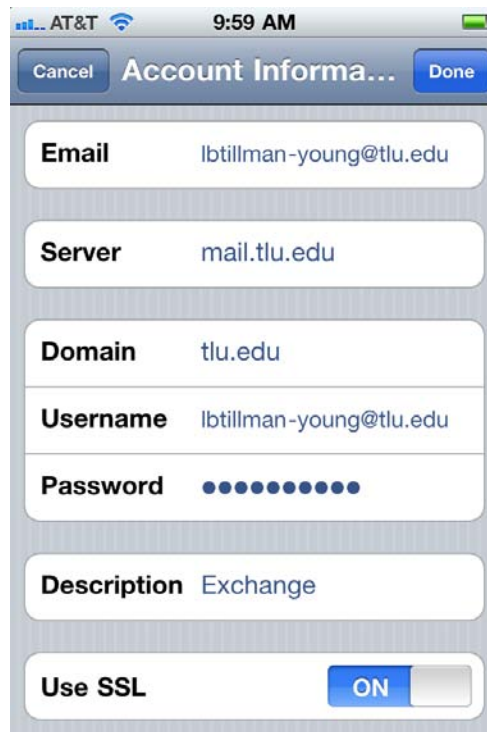 AT&T 9:59 AM
Cancel Account Informa... Done
Email lbtillman-young@tlu.edu
Server mail.tlu.edu
Domain tlu.edu
Username lbtillman-young@tlu.edu
Password ••••••••••
Description Exchange
Use SSL ON